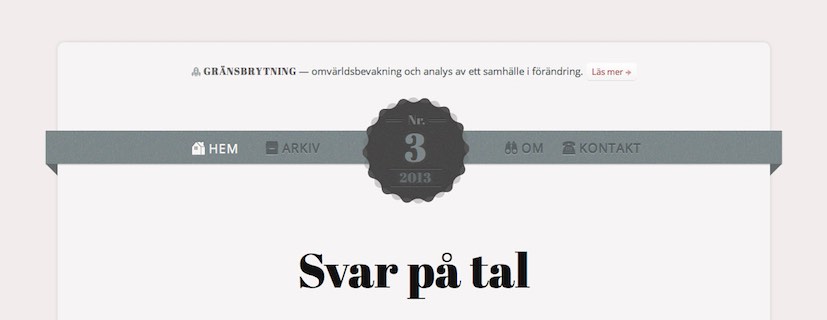 GRÄNSBRYTNING — omvärldsbevakning och analys av ett samhälle i förändring. Läs mer →
HEM ARKIV
Nr.
3
2013
OM KONTAKT
Svar på tal